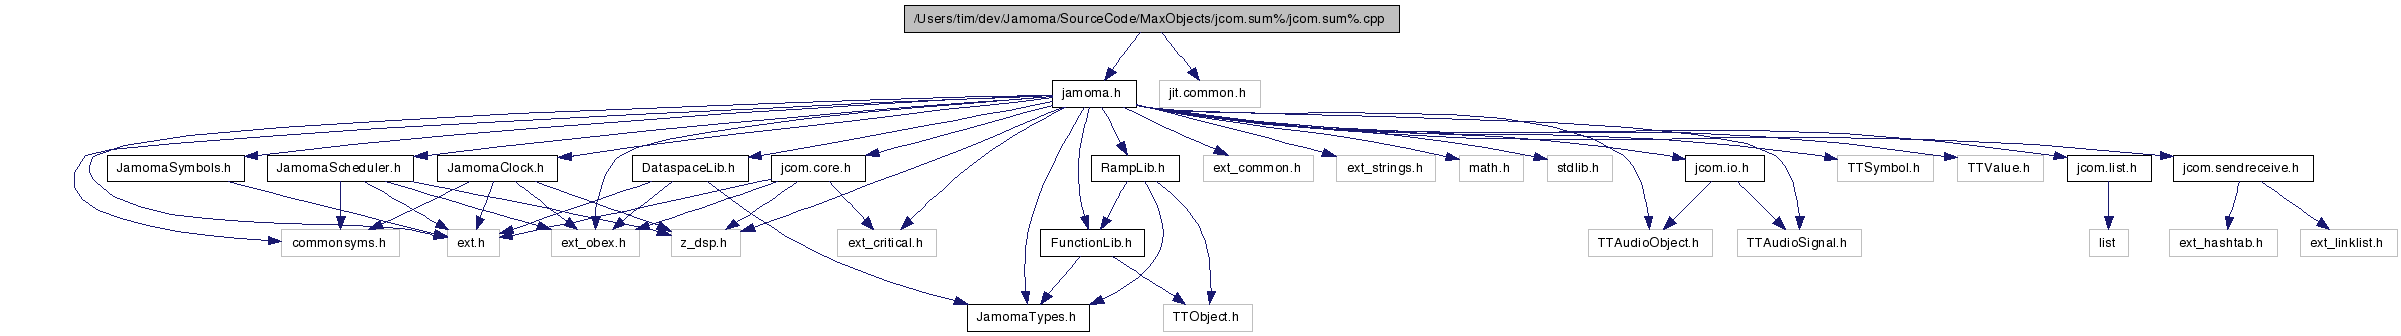 /Users/tim/dev/Jamoma/SourceCode/MaxObjects/jcom.sum%/jcom.sum%.cpp
jamoma.h
jit.common.h
JamomaSymbols.h
JamomaScheduler.h
JamomaClock.h
DataspaceLib.h
jcom.core.h
RampLib.h
ext_common.h
ext_strings.h
math.h
stdlib.h
jcom.io.h
TTSymbol.h
TTValue.h
jcom.list.h
jcom.sendreceive.h
commonsyms.h
ext.h
ext_obex.h
z_dsp.h
ext_critical.h
FunctionLib.h
TTAudioObject.h
TTAudioSignal.h
list
ext_hashtab.h
ext_linklist.h
JamomaTypes.h
TTObject.h